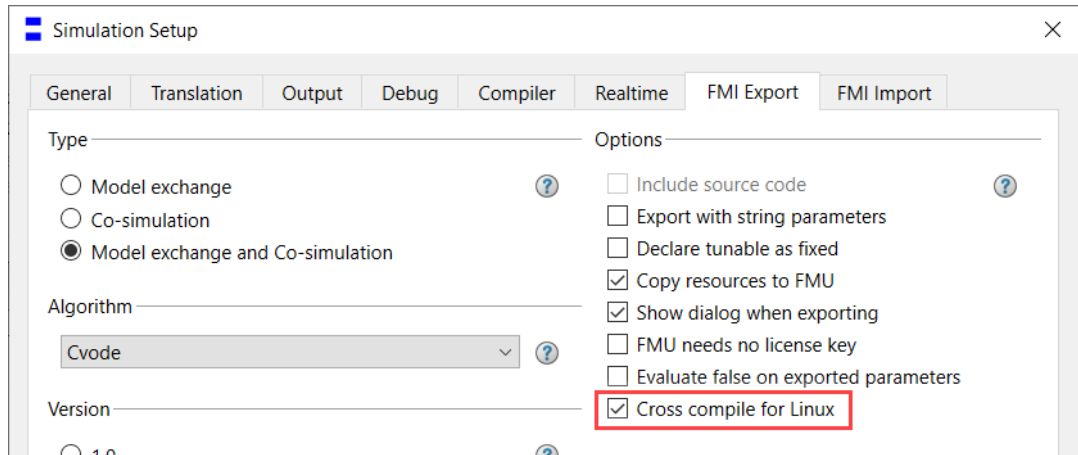 Simulation Setup
General Translation Output Debug Compiler Realtime FMI Export FMI Import
Type
Model exchange
Co-simulation
Model exchange and Co-simulation
Algorithm
Cvode
Version
Options
Include source code
Export with string parameters
Declare tunable as fixed
Copy resources to FMU
Show dialog when exporting
FMU needs no license key
Evaluate false on exported parameters
Cross compile for Linux